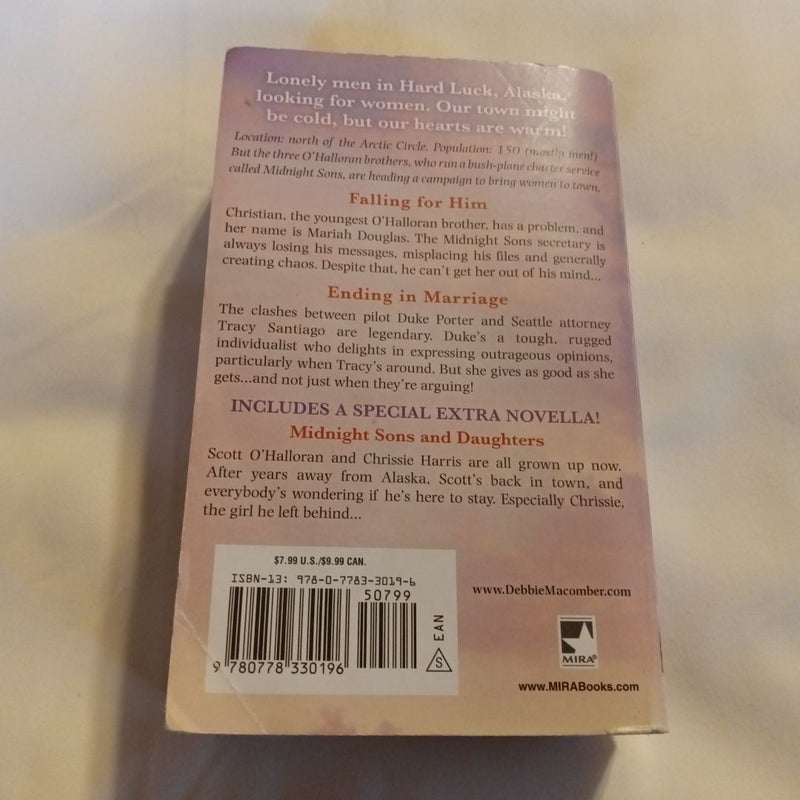 Lonely men in Hard Luck, Alaska,
looking for women. Our town might
be cold, but our hearts are warm!
Location: north of the Arctic Circle. Population: 150 (mostly men!)
But the three O'Halloran brothers, who run a bush-plane charter service
called Midnight Sons, are heading a campaign to bring women to town.
Falling for Him
Christian, the youngest O'Halloran brother, has a problem, and
her name is Mariah Douglas. The Midnight Sons secretary is
always losing his messages, misplacing his files and generally
creating chaos. Despite that, he can't get her out of his mind...
Ending in Marriage
The clashes between pilot Duke Porter and Seattle attorney
Tracy Santiago are legendary. Duke's a tough, rugged
individualist who delights in expressing outrageous opinions,
particularly when Tracy's around. But she gives as good as she
gets...and not just when they're arguing!
INCLUDES A SPECIAL EXTRA NOVELLA!
Midnight Sons and Daughters
Scott O'Halloran and Chrissie Harris are all grown up now.
After years away from Alaska, Scott's back in town, and
everybody's wondering if he's here to stay. Especially Chrissie,
the girl he left behind...
$7.99 U.S./$9.99 CAN.
ISBN-13: 978-0-7783-3019-6
50799
9 780778 330196
EAN
S
www.DebbieMacomber.com
MIRA®
www.MIRABooks.com